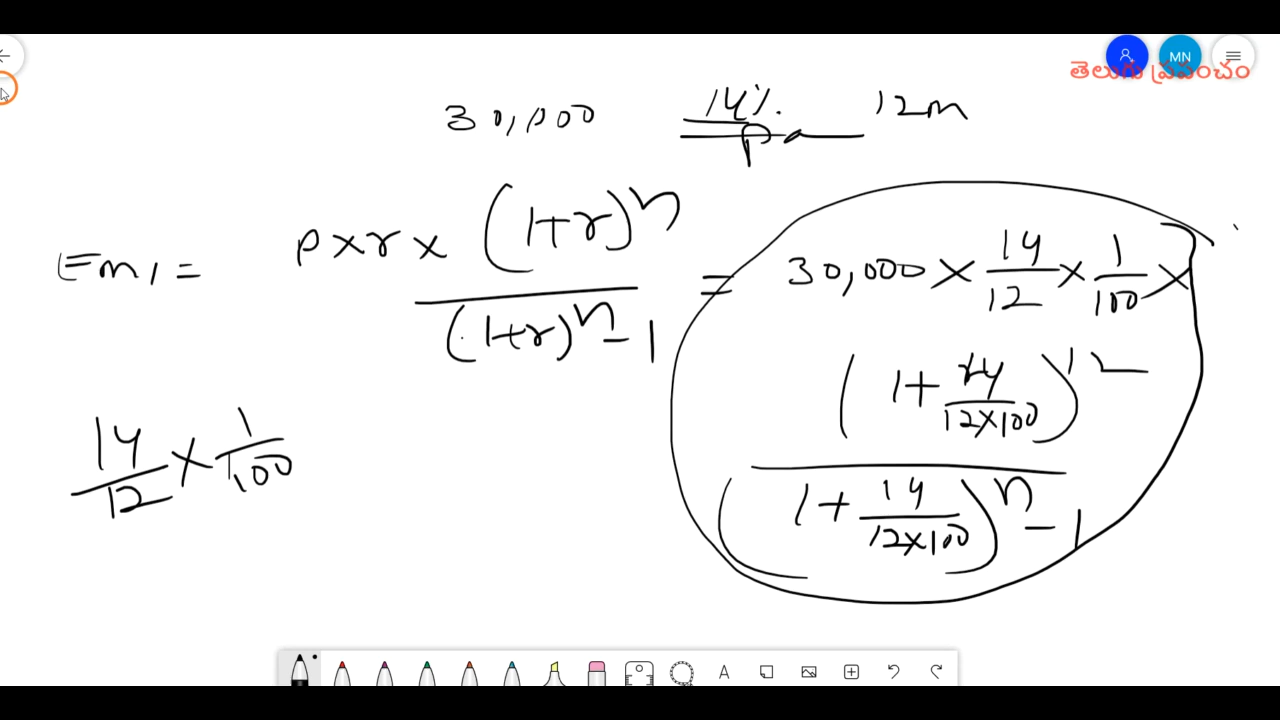 MN
తెలుగు ప్రపంచం
30,000 14% Pa 12m
Em1 = P×r× (1+r)^n / (1+r)^n - 1 = 30,000 × 14/12 × 1/100 ×
(1 + 14/12×100)^12
(1 + 14/12×100)^n - 1
14/12 × 1/100
A